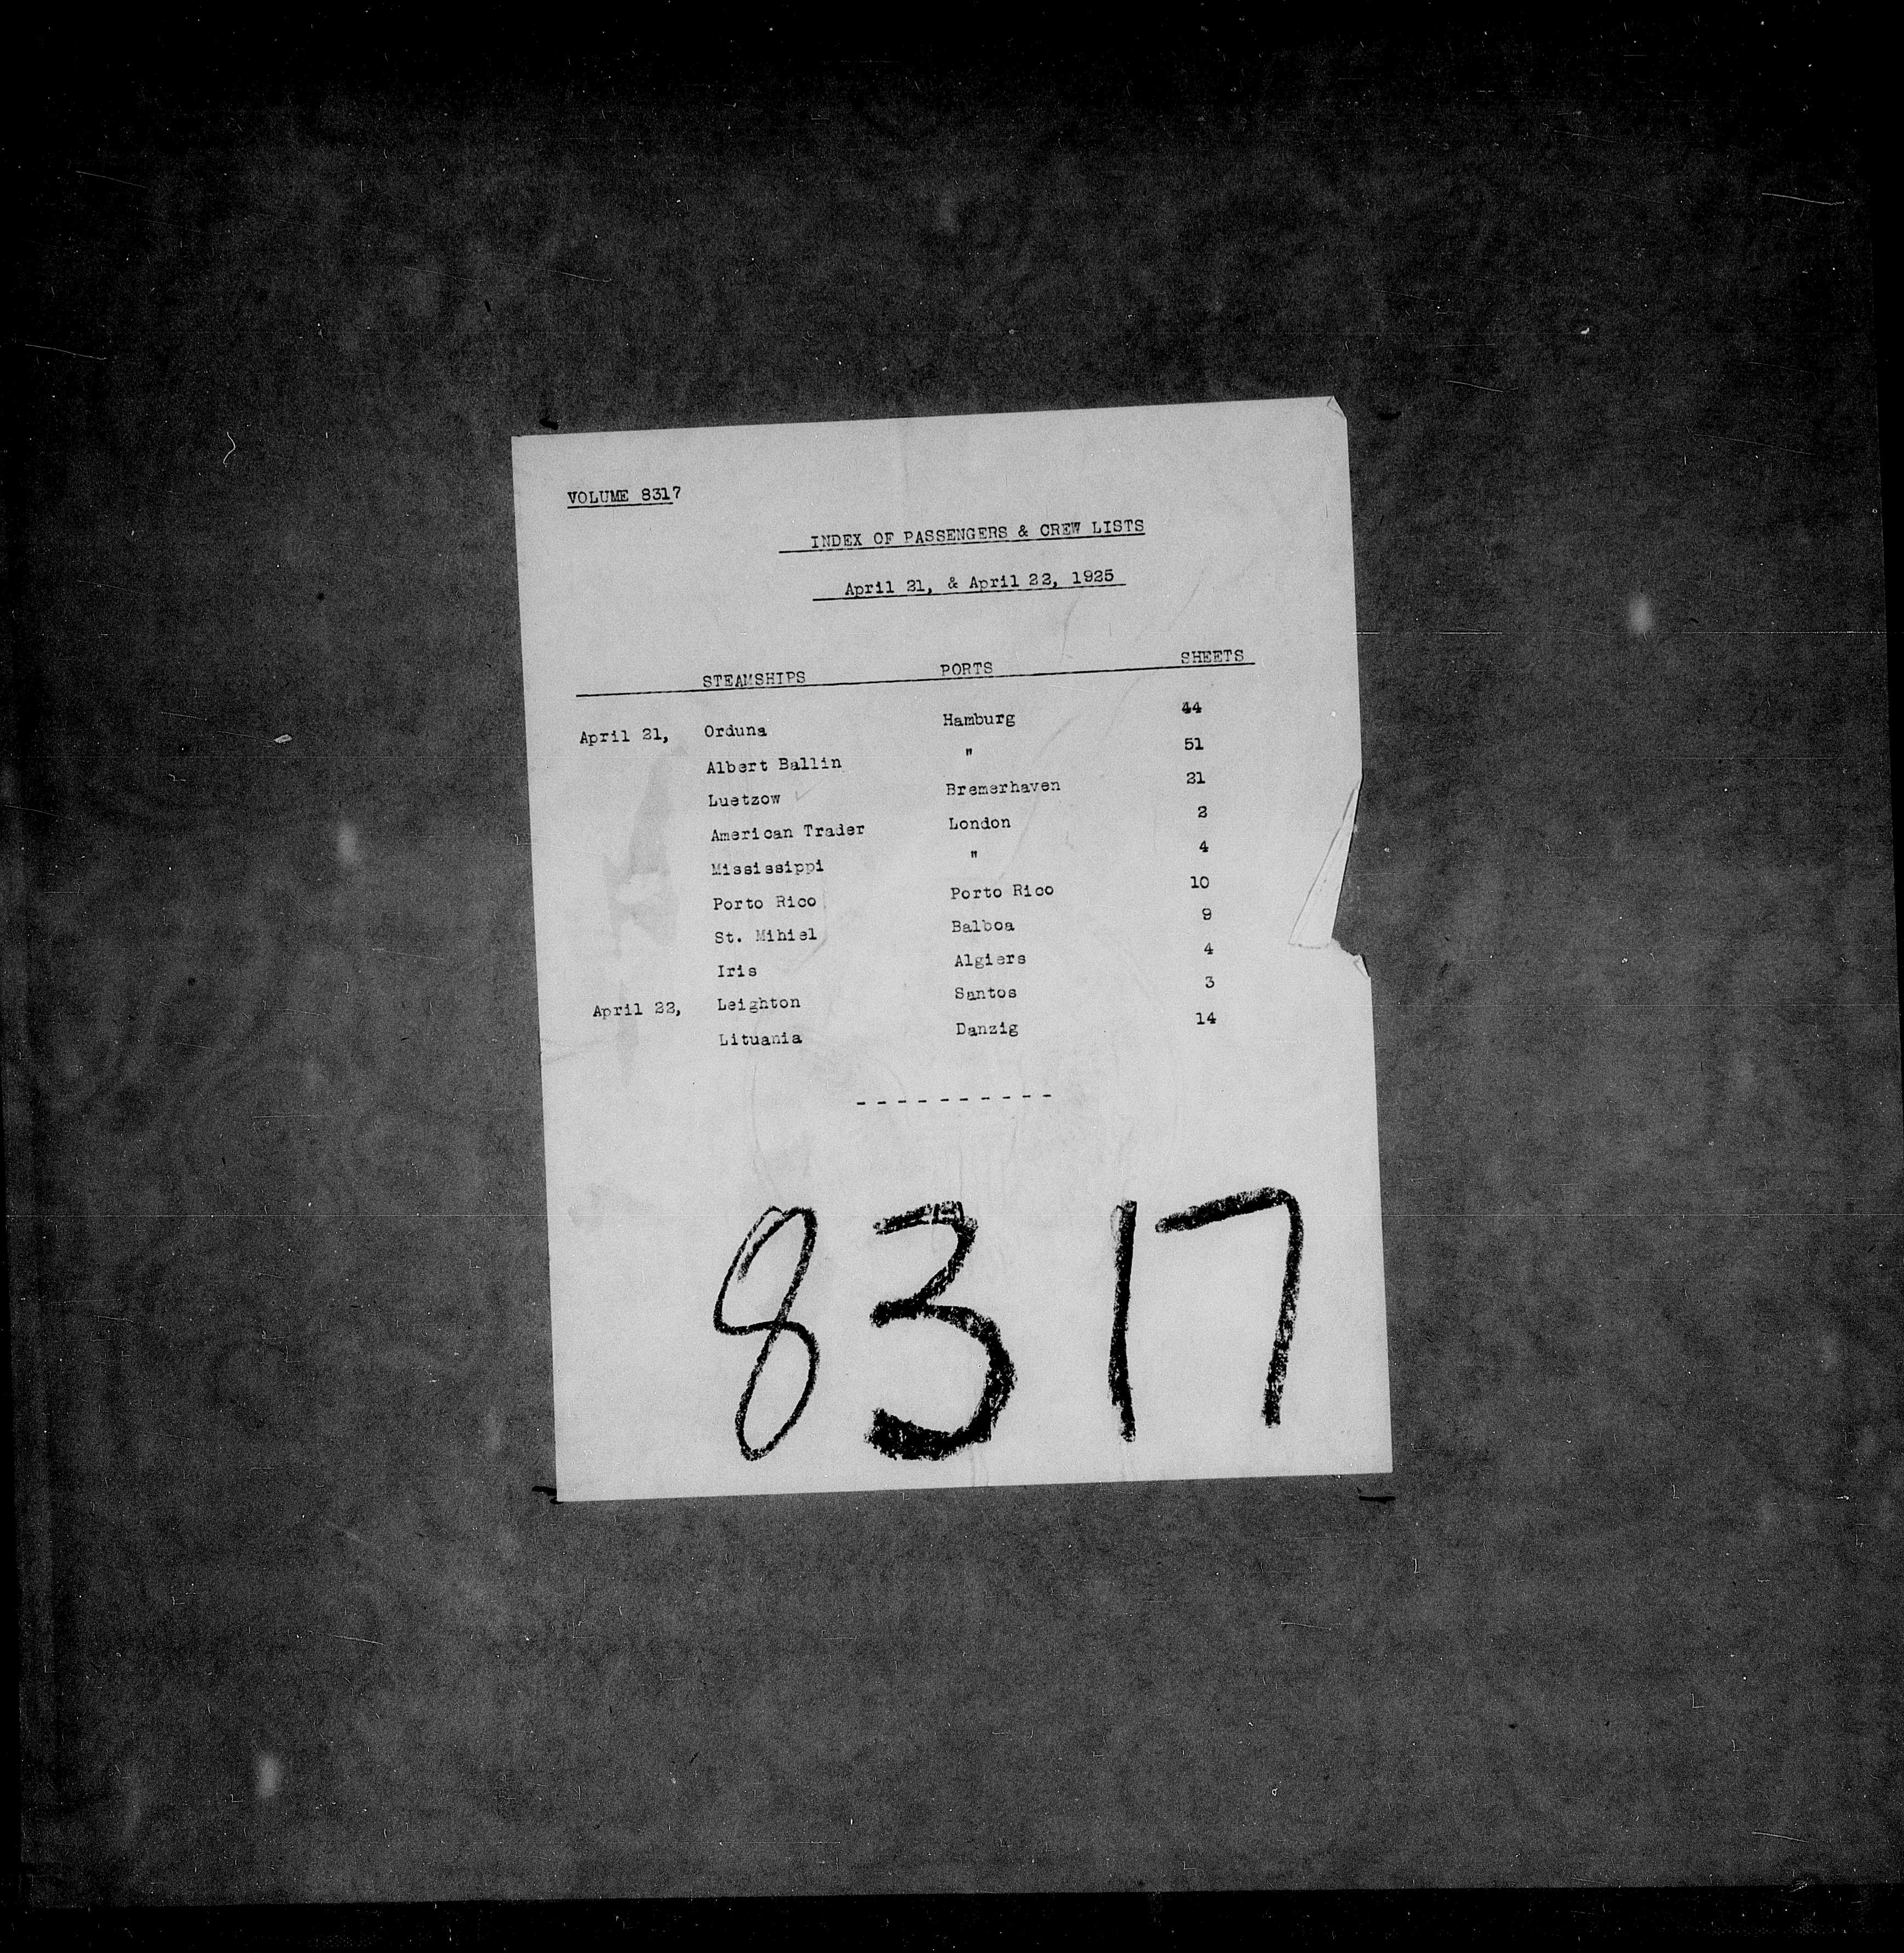 VOLUME 8317
INDEX OF PASSENGERS & CREW LISTS
April 21, & April 22, 1925
STEAMSHIPS PORTS SHEETS
April 21, Orduna Hamburg 44
Albert Ballin " 51
Luetzow Bremerhaven 21
American Trader London 2
Mississippi " 4
Porto Rico Porto Rico 10
St. Mihiel Balboa 9
Iris Algiers 4
April 22, Leighton Santos 3
Lituania Danzig 14
- - - - - - - - - -
8317